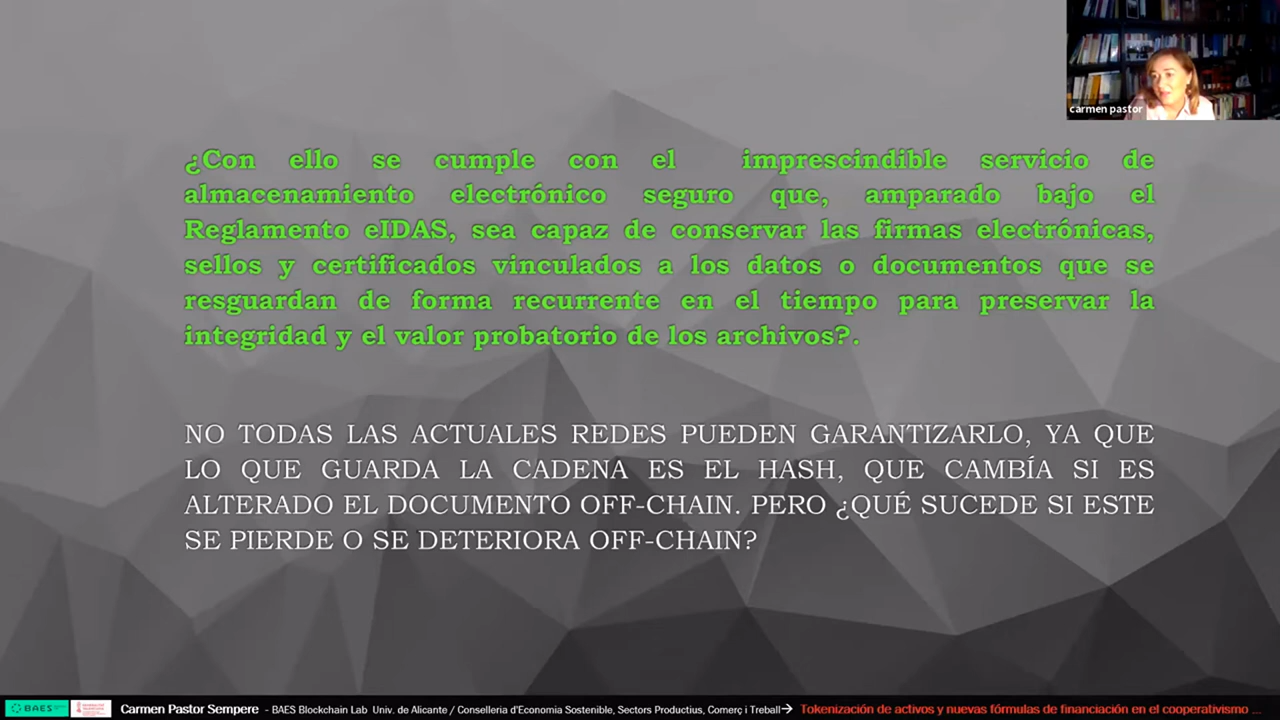 carmen pastor
¿Con ello se cumple con el imprescindible servicio de
almacenamiento electrónico seguro que, amparado bajo el
Reglamento eIDAS, sea capaz de conservar las firmas electrónicas,
sellos y certificados vinculados a los datos o documentos que se
resguardan de forma recurrente en el tiempo para preservar la
integridad y el valor probatorio de los archivos?.
NO TODAS LAS ACTUALES REDES PUEDEN GARANTIZARLO, YA QUE
LO QUE GUARDA LA CADENA ES EL HASH, QUE CAMBÍA SI ES
ALTERADO EL DOCUMENTO OFF-CHAIN. PERO ¿QUÉ SUCEDE SI ESTE
SE PIERDE O SE DETERIORA OFF-CHAIN?
BAES
Carmen Pastor Sempere - BAES Blockchain Lab Univ. de Alicante / Conselleria d'Economia Sostenible, Sectors Productius, Comerç i Treball→ Tokenización de activos y nuevas fórmulas de financiación en el cooperativismo ...